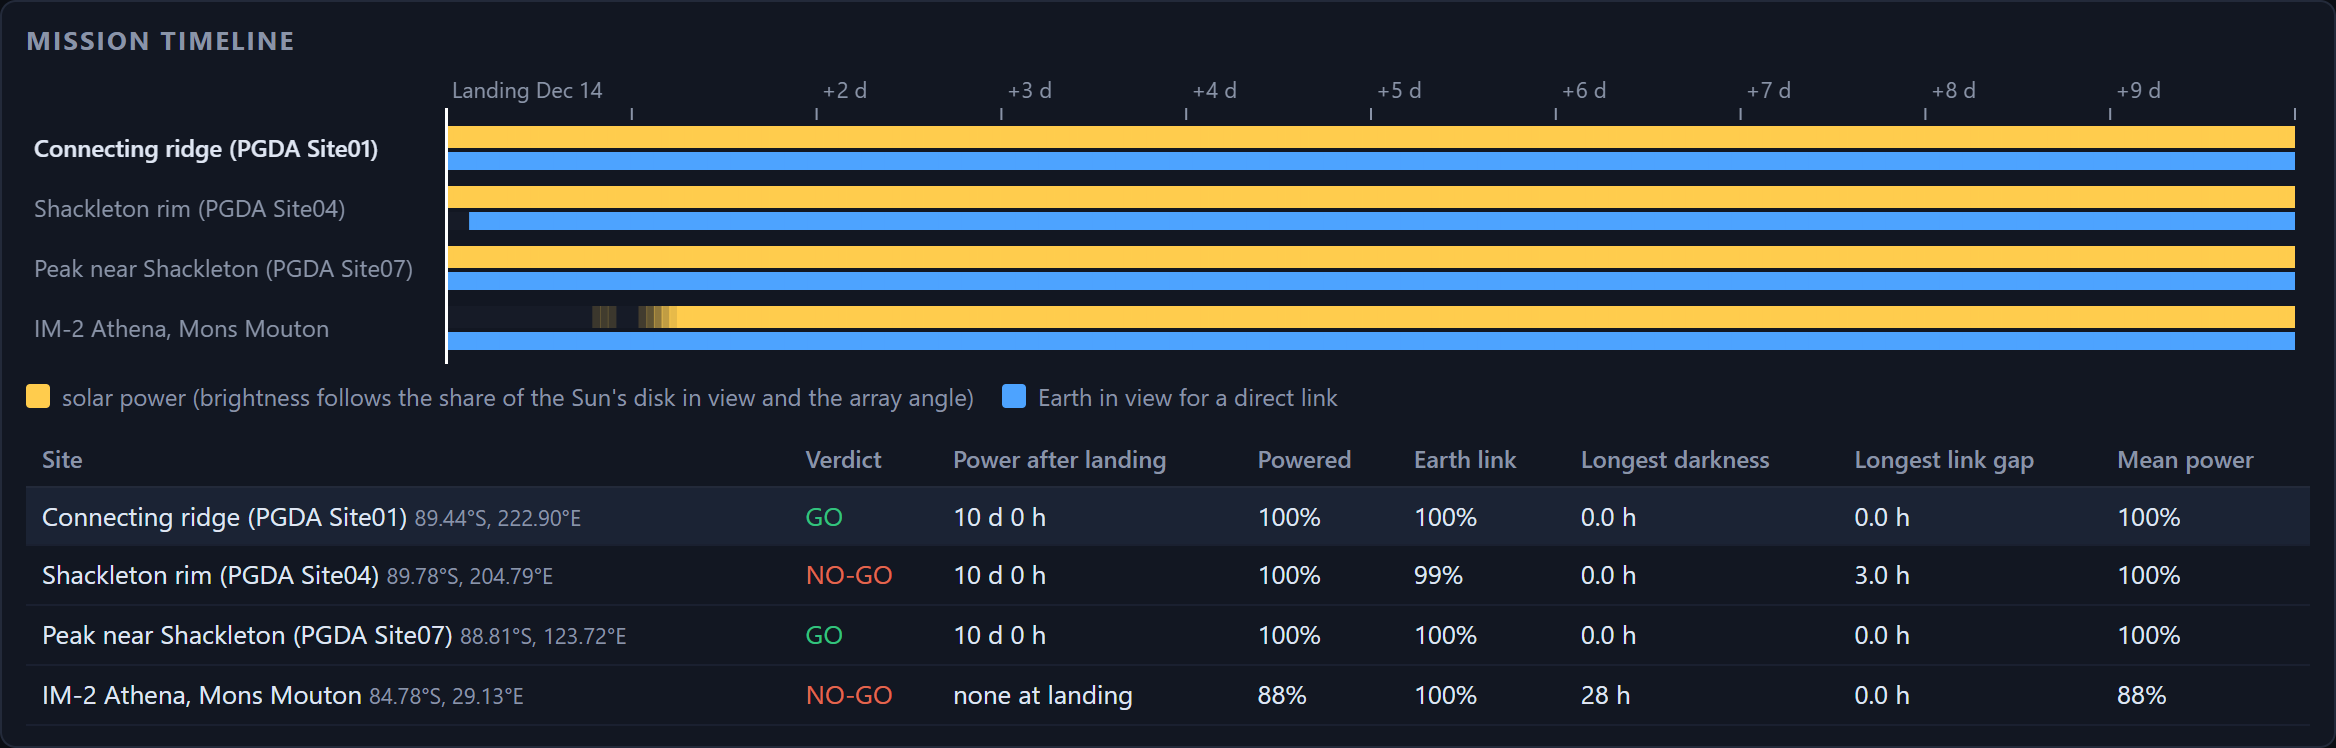 MISSION TIMELINE
Landing Dec 14 +2 d +3 d +4 d +5 d +6 d +7 d +8 d +9 d
Connecting ridge (PGDA Site01)
Shackleton rim (PGDA Site04)
Peak near Shackleton (PGDA Site07)
IM-2 Athena, Mons Mouton
solar power (brightness follows the share of the Sun's disk in view and the array angle) Earth in view for a direct link
Site Verdict Power after landing Powered Earth link Longest darkness Longest link gap Mean power
Connecting ridge (PGDA Site01) 89.44°S, 222.90°E GO 10 d 0 h 100% 100% 0.0 h 0.0 h 100%
Shackleton rim (PGDA Site04) 89.78°S, 204.79°E NO-GO 10 d 0 h 100% 99% 0.0 h 3.0 h 100%
Peak near Shackleton (PGDA Site07) 88.81°S, 123.72°E GO 10 d 0 h 100% 100% 0.0 h 0.0 h 100%
IM-2 Athena, Mons Mouton 84.78°S, 29.13°E NO-GO none at landing 88% 100% 28 h 0.0 h 88%